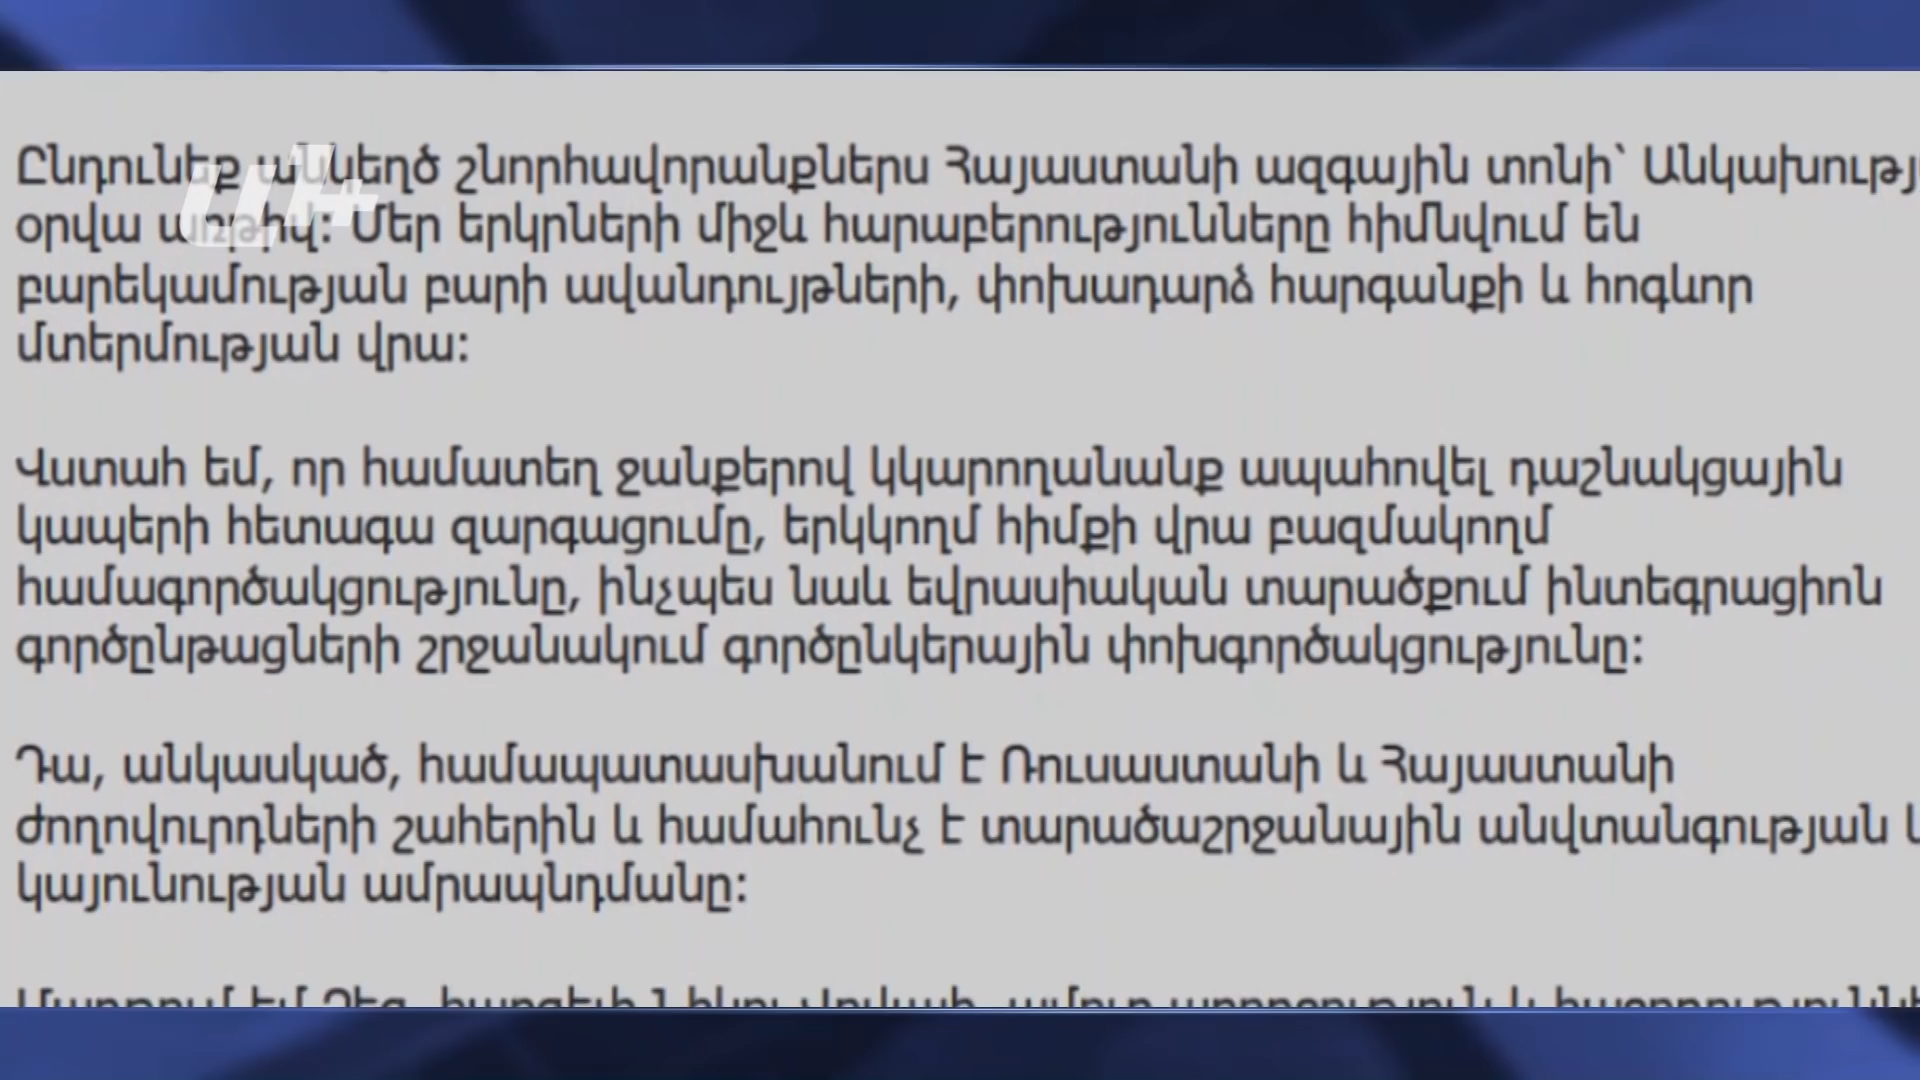 Ընդունեք անկեղծ շնորհավորանքներս Հայաստանի ազգային տոնի՝
օրվա առթիվ: Մեր երկրների միջև հարաբերությունները հիմնվում են
բարեկամության բարի ավանդույթների, փոխադարձ հարգանքի և հոգևոր
մտերմության վրա:
Վստահ եմ, որ համատեղ ջանքերով կկարողանանք ապահովել դաշնակցային
կապերի հետագա զարգացումը, երկկողմ հիմքի վրա բազմակողմ
համագործակցությունը, ինչպես նաև եվրասիական տարածքում ինտեգրացիոն
գործընթացների շրջանակում գործընկերային փոխգործակցությունը:
Դա, անկասկած, համապատասխանում է Ռուսաստանի և Հայաստանի
ժողովուրդների շահերին և համահունչ է տարածաշրջանային անվտանգության և
կայունության ամրապնդմանը: